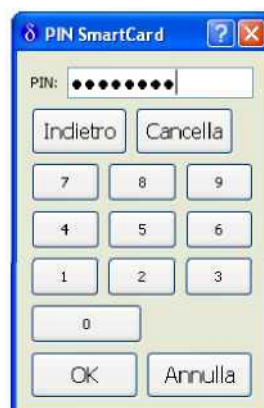 δ PIN SmartCard ?
PIN: ●●●●●●●●
Indietro Cancella
7 8 9
4 5 6
1 2 3
0
OK Annulla